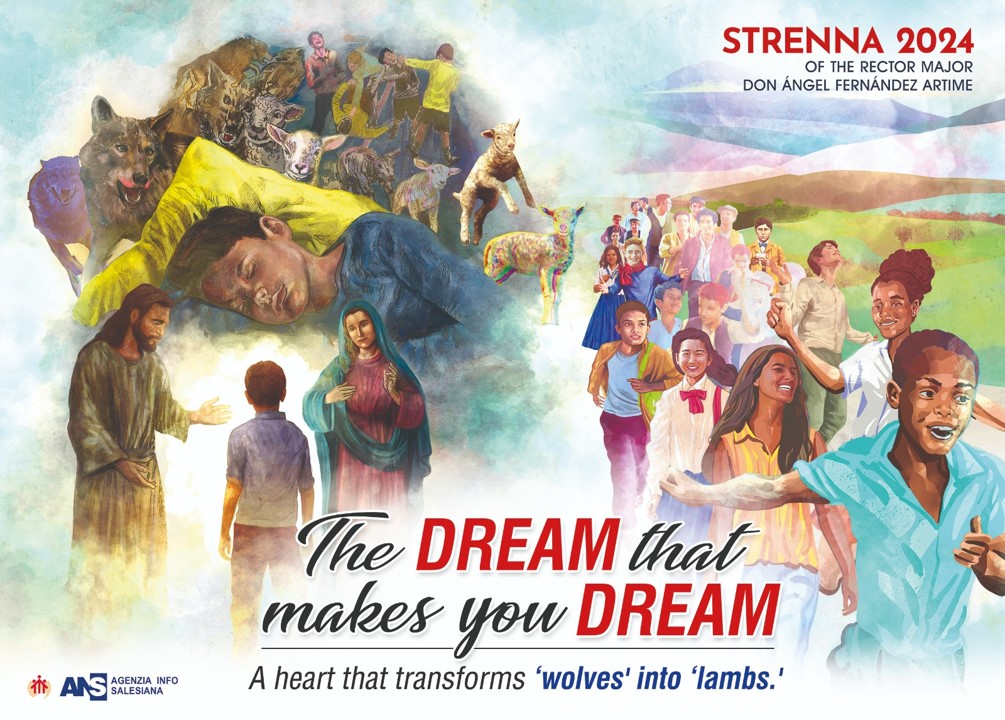 STRENNA 2024
OF THE RECTOR MAJOR
DON ÁNGEL FERNÁNDEZ ARTIME
The DREAM that
makes you DREAM
A heart that transforms ‘wolves' into ‘lambs.'
ANS AGENZIA INFO
SALESIANA